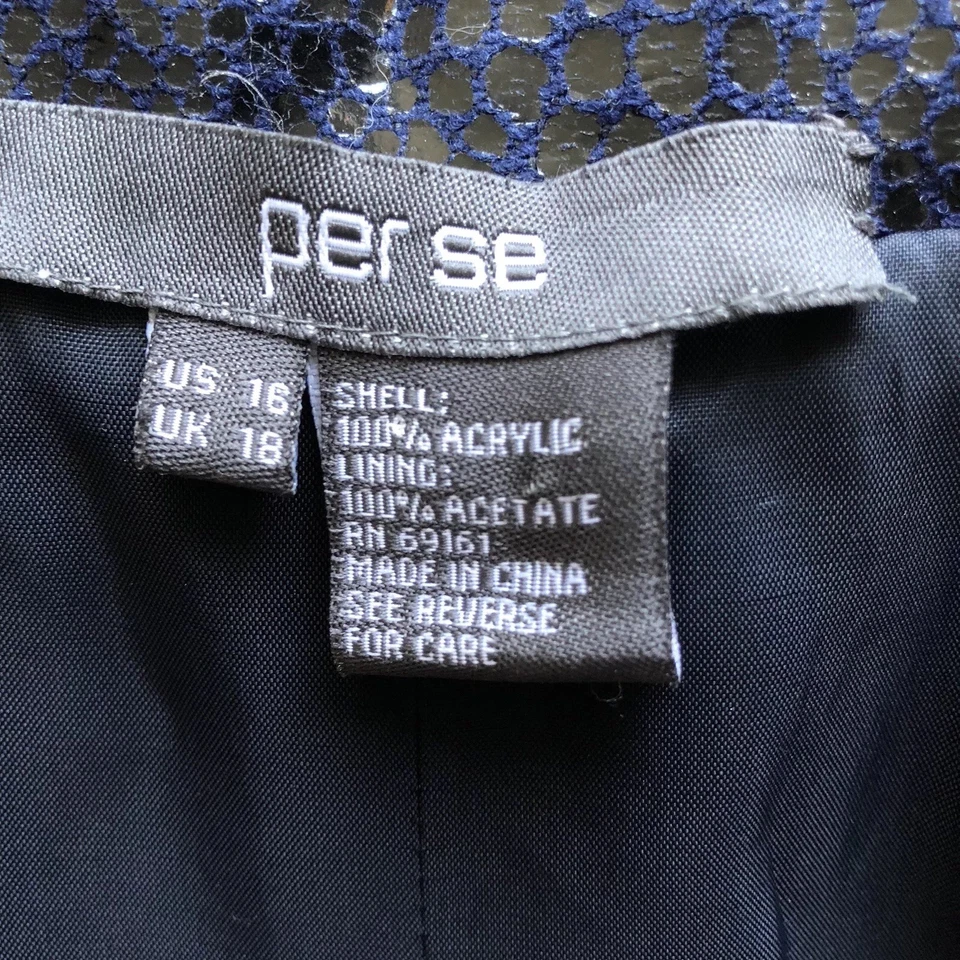 per se
US 16
UK 18
SHELL:
100% ACRYLIC
LINING:
100% ACETATE
RN 69161
MADE IN CHINA
SEE REVERSE
FOR CARE